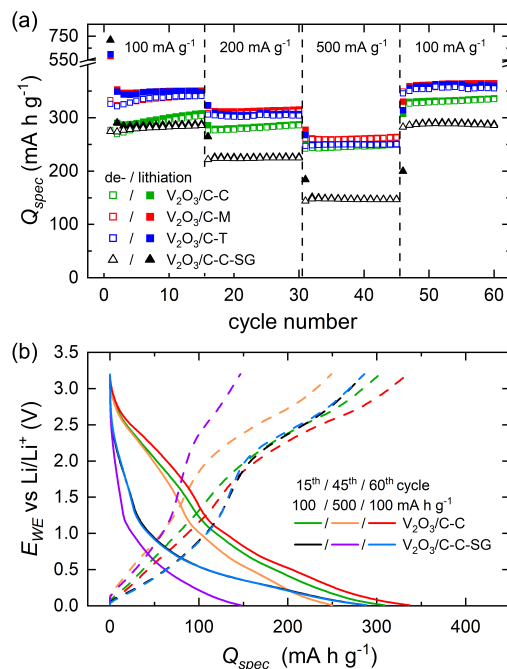 (a)
750
550
350
300
250
200
150
0
Q_spec (mA h g⁻¹)
100 mA g⁻¹
200 mA g⁻¹
500 mA g⁻¹
100 mA g⁻¹
de- / lithiation
/ V₂O₃/C-C
/ V₂O₃/C-M
/ V₂O₃/C-T
/ V₂O₃/C-C-SG
0 10 20 30 40 50 60
cycle number
(b)
3.5
3.0
2.5
2.0
1.5
1.0
0.5
0.0
E_WE vs Li/Li⁺ (V)
15ᵗʰ / 45ᵗʰ / 60ᵗʰ cycle
100 / 500 / 100 mA h g⁻¹
/ / V₂O₃/C-C
/ / V₂O₃/C-C-SG
0 100 200 300 400
Q_spec (mA h g⁻¹)